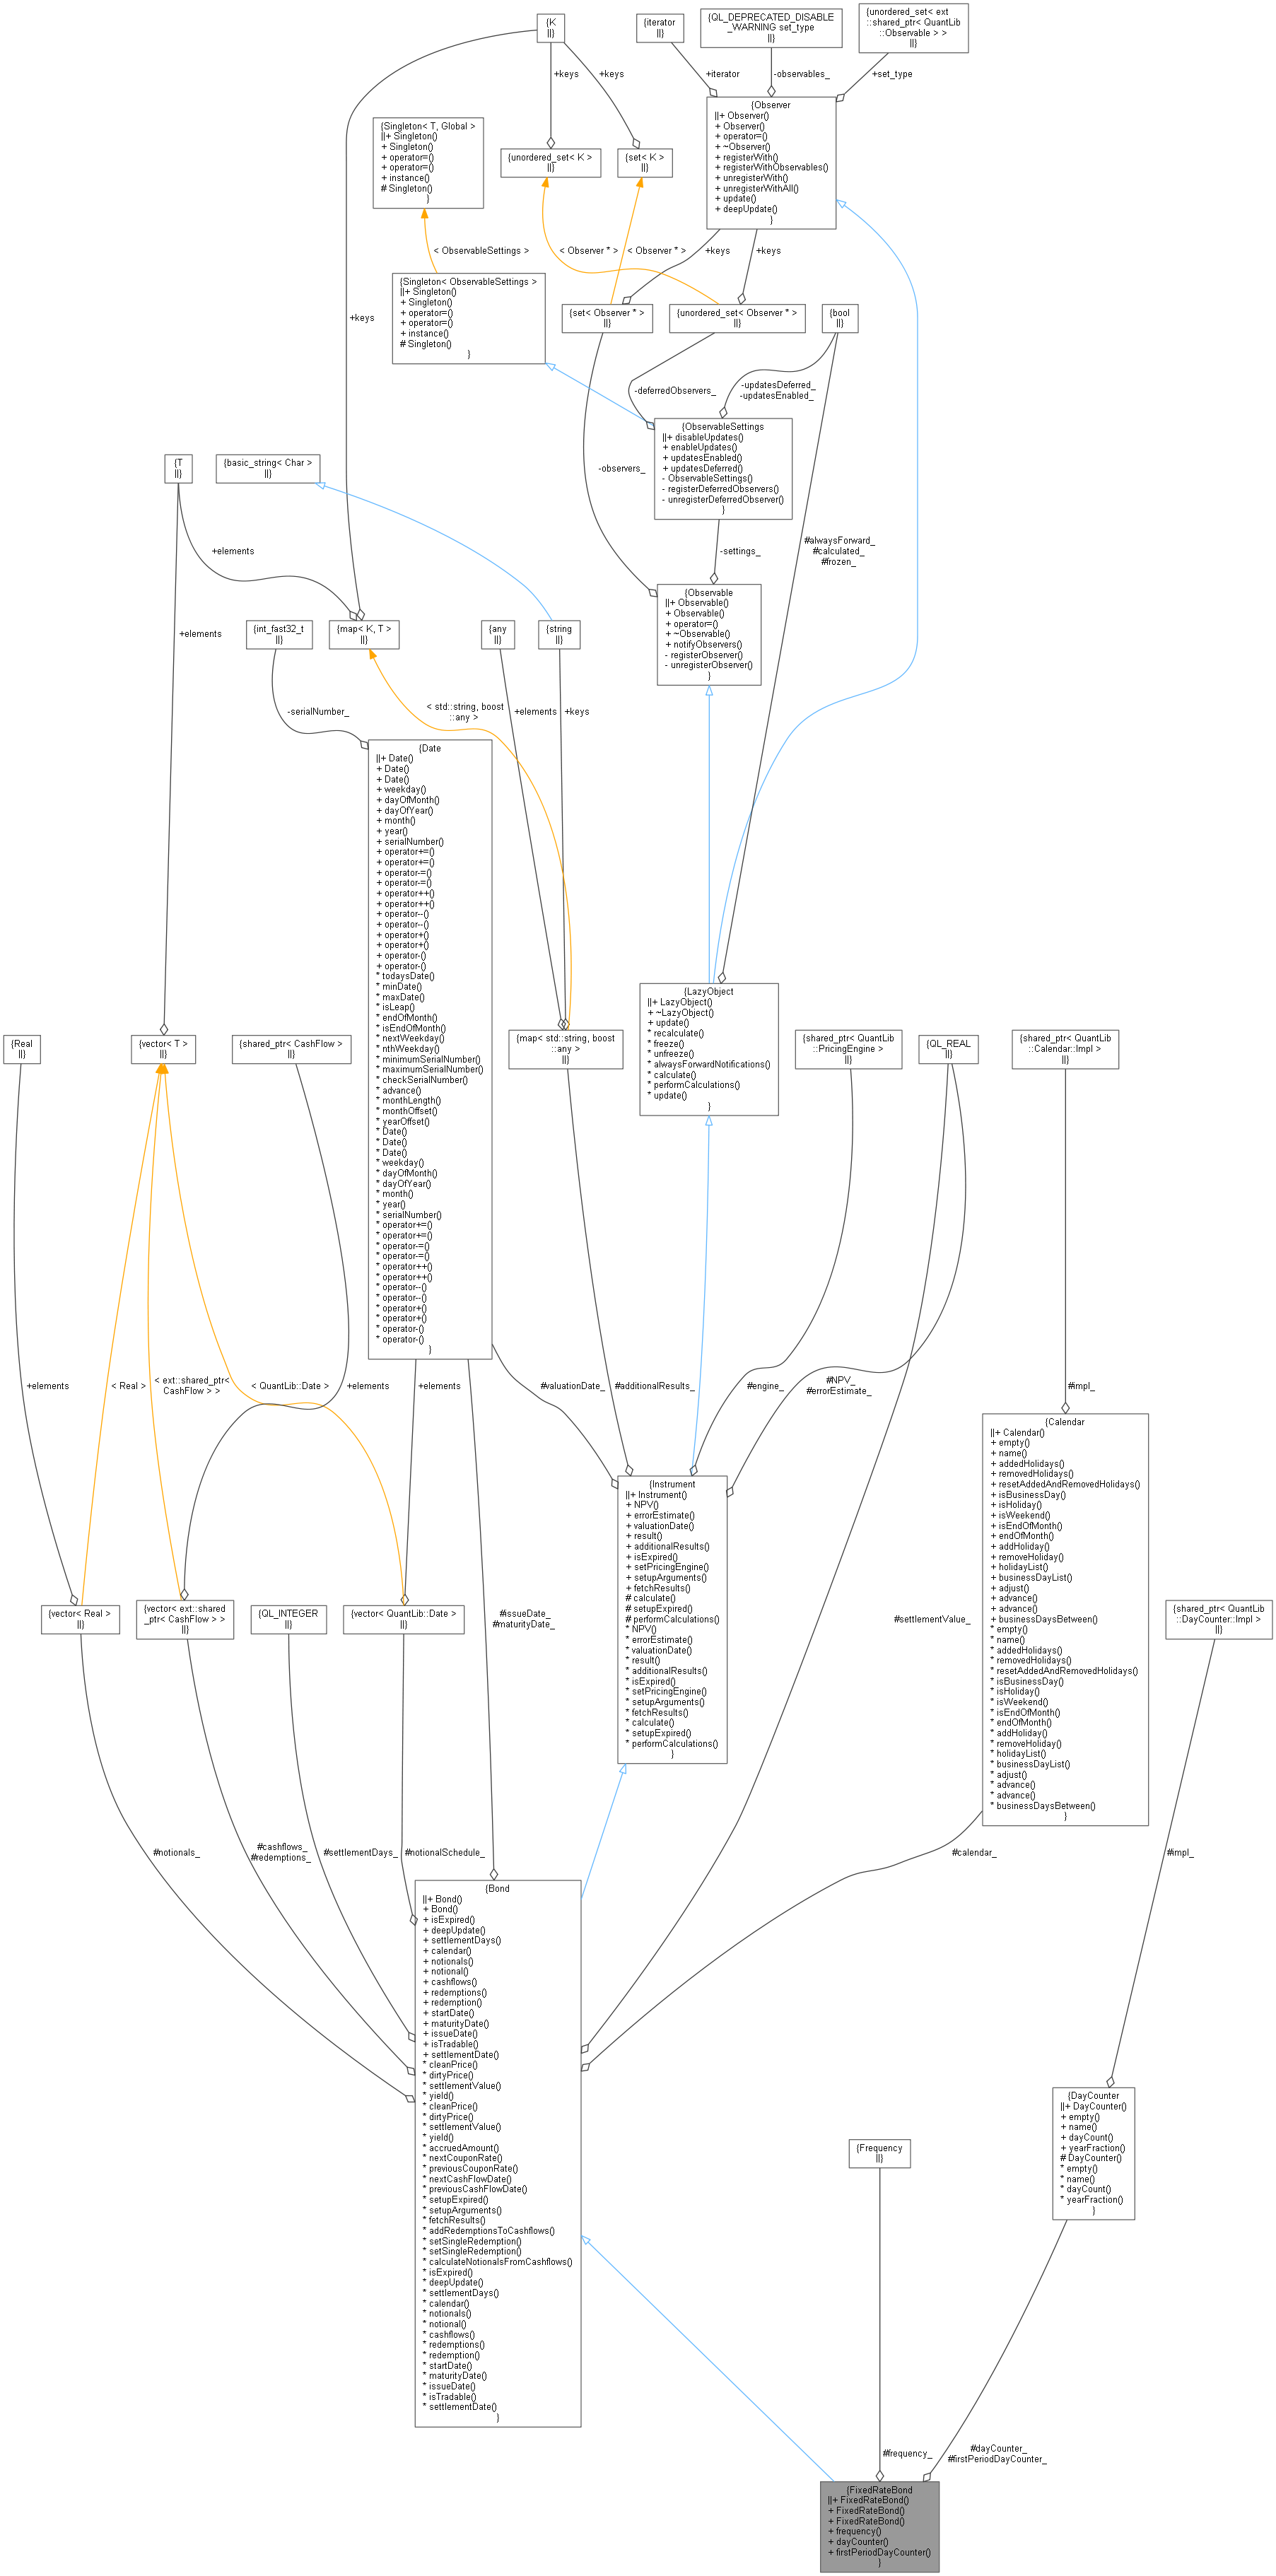 {K
||}
{iterator
||}
{QL_DEPRECATED_DISABLE
_WARNING set_type
||}
{unordered_set< ext
::shared_ptr< QuantLib
::Observable > >
||}
+keys
+keys
+iterator
-observables_
+set_type
{Singleton< T, Global >
||+ Singleton()
+ Singleton()
+ operator=()
+ operator=()
+ instance()
# Singleton()
}
{unordered_set< K >
||}
{set< K >
||}
{Observer
||+ Observer()
+ Observer()
+ operator=()
+ ~Observer()
+ registerWith()
+ registerWithObservables()
+ unregisterWith()
+ unregisterWithAll()
+ update()
+ deepUpdate()
}
< ObservableSettings >
< Observer * >
< Observer * >
+keys
+keys
+keys
{Singleton< ObservableSettings >
||+ Singleton()
+ Singleton()
+ operator=()
+ operator=()
+ instance()
# Singleton()
}
{set< Observer * >
||}
{unordered_set< Observer * >
||}
{bool
||}
-deferredObservers_
-updatesDeferred_
-updatesEnabled_
{ObservableSettings
||+ disableUpdates()
+ enableUpdates()
+ updatesEnabled()
+ updatesDeferred()
- ObservableSettings()
- registerDeferredObservers()
- unregisterDeferredObserver()
}
-observers_
{T
||}
{basic_string< Char >
||}
+elements
-settings_
#alwaysForward_
#calculated_
#frozen_
{Observable
||+ Observable()
+ Observable()
+ operator=()
+ ~Observable()
+ notifyObservers()
- registerObserver()
- unregisterObserver()
}
+elements
{int_fast32_t
||}
{map< K, T >
||}
{any
||}
{string
||}
-serialNumber_
< std::string, boost
::any >
+elements
+keys
{Date
||+ Date()
+ Date()
+ Date()
+ weekday()
+ dayOfMonth()
+ dayOfYear()
+ month()
+ year()
+ serialNumber()
+ operator+=()
+ operator+=()
+ operator-=()
+ operator-=()
+ operator++()
+ operator++()
+ operator--()
+ operator--()
+ operator+()
+ operator+()
+ operator-()
+ operator-()
* todaysDate()
* minDate()
* maxDate()
* isLeap()
* endOfMonth()
* isEndOfMonth()
* nextWeekday()
* nthWeekday()
* minimumSerialNumber()
* maximumSerialNumber()
* checkSerialNumber()
* advance()
* monthLength()
* monthOffset()
* yearOffset()
* Date()
* Date()
* Date()
* weekday()
* dayOfMonth()
* dayOfYear()
* month()
* year()
* serialNumber()
* operator+=()
* operator+=()
* operator-=()
* operator-=()
* operator++()
* operator++()
* operator--()
* operator--()
* operator+()
* operator+()
* operator-()
* operator-()
}
{LazyObject
||+ LazyObject()
+ ~LazyObject()
+ update()
* recalculate()
* freeze()
* unfreeze()
* alwaysForwardNotifications()
* calculate()
* performCalculations()
* update()
}
{Real
||}
{vector< T >
||}
{shared_ptr< CashFlow >
||}
{map< std::string, boost
::any >
||}
{shared_ptr< QuantLib
::PricingEngine >
||}
{QL_REAL
||}
{shared_ptr< QuantLib
::Calendar::Impl >
||}
+elements
< Real >
< ext::shared_ptr<
CashFlow > >
< QuantLib::Date >
+elements
+elements
#valuationDate_
#additionalResults_
#engine_
#NPV_
#errorEstimate_
#impl_
{Calendar
||+ Calendar()
+ empty()
+ name()
+ addedHolidays()
+ removedHolidays()
+ resetAddedAndRemovedHolidays()
+ isBusinessDay()
+ isHoliday()
+ isWeekend()
+ isEndOfMonth()
+ endOfMonth()
+ addHoliday()
+ removeHoliday()
+ holidayList()
+ businessDayList()
+ adjust()
+ advance()
+ advance()
+ businessDaysBetween()
* empty()
* name()
* addedHolidays()
* removedHolidays()
* resetAddedAndRemovedHolidays()
* isBusinessDay()
* isHoliday()
* isWeekend()
* isEndOfMonth()
* endOfMonth()
* addHoliday()
* removeHoliday()
* holidayList()
* businessDayList()
* adjust()
* advance()
* advance()
* businessDaysBetween()
}
{Instrument
||+ Instrument()
+ NPV()
+ errorEstimate()
+ valuationDate()
+ result()
+ additionalResults()
+ isExpired()
+ setPricingEngine()
+ setupArguments()
+ fetchResults()
# calculate()
# setupExpired()
# performCalculations()
* NPV()
* errorEstimate()
* valuationDate()
* result()
* additionalResults()
* isExpired()
* setPricingEngine()
* setupArguments()
* fetchResults()
* calculate()
* setupExpired()
* performCalculations()
}
{vector< Real >
||}
{vector< ext::shared
_ptr< CashFlow > >
||}
{QL_INTEGER
||}
{vector< QuantLib::Date >
||}
#issueDate_
#maturityDate_
#settlementValue_
{shared_ptr< QuantLib
::DayCounter::Impl >
||}
#notionals_
#cashflows_
#redemptions_
#settlementDays_
#notionalSchedule_
#calendar_
#impl_
{Bond
||+ Bond()
+ Bond()
+ isExpired()
+ deepUpdate()
+ settlementDays()
+ calendar()
+ notionals()
+ notional()
+ cashflows()
+ redemptions()
+ redemption()
+ startDate()
+ maturityDate()
+ issueDate()
+ isTradable()
+ settlementDate()
* cleanPrice()
* dirtyPrice()
* settlementValue()
* yield()
* cleanPrice()
* dirtyPrice()
* settlementValue()
* yield()
* accruedAmount()
* nextCouponRate()
* previousCouponRate()
* nextCashFlowDate()
* previousCashFlowDate()
* setupExpired()
* setupArguments()
* fetchResults()
* addRedemptionsToCashflows()
* setSingleRedemption()
* setSingleRedemption()
* calculateNotionalsFromCashflows()
* isExpired()
* deepUpdate()
* settlementDays()
* calendar()
* notionals()
* notional()
* cashflows()
* redemptions()
* redemption()
* startDate()
* maturityDate()
* issueDate()
* isTradable()
* settlementDate()
}
{Frequency
||}
{DayCounter
||+ DayCounter()
+ empty()
+ name()
+ dayCount()
+ yearFraction()
# DayCounter()
* empty()
* name()
* dayCount()
* yearFraction()
}
#frequency_
#dayCounter_
#firstPeriodDayCounter_
{FixedRateBond
||+ FixedRateBond()
+ FixedRateBond()
+ FixedRateBond()
+ frequency()
+ dayCounter()
+ firstPeriodDayCounter()
}